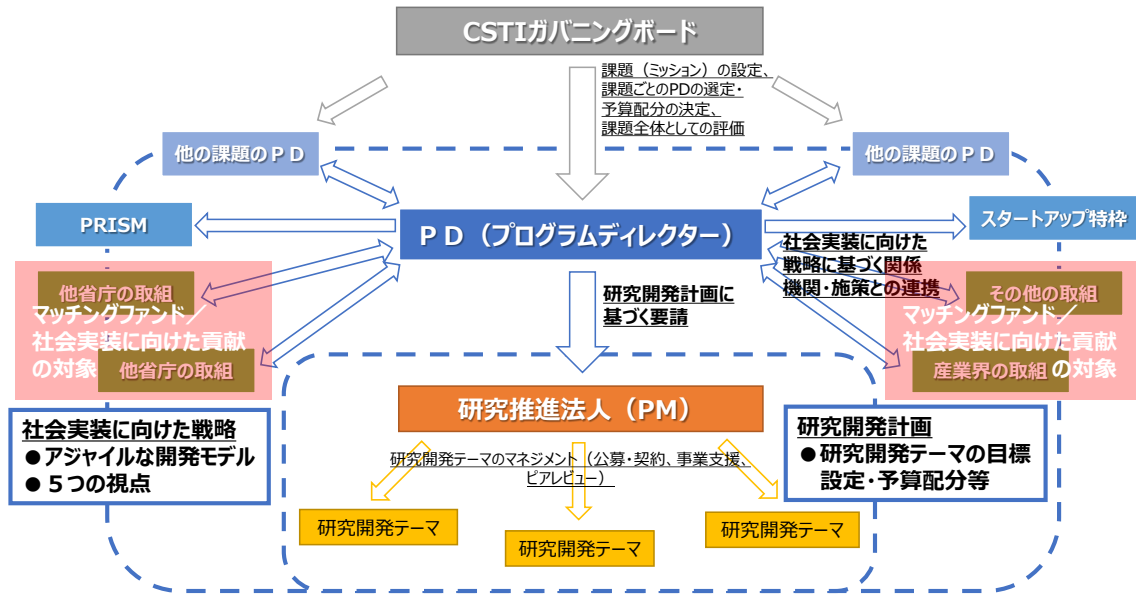 CSTIガバニングボード
課題（ミッション）の設定、
課題ごとのPDの選定・
予算配分の決定、
課題全体としての評価
他の課題のＰＤ
他の課題のＰＤ
PRISM
ＰＤ（プログラムディレクター）
スタートアップ特枠
社会実装に向けた
戦略に基づく関係
機関・施策との連携
他省庁の取組
マッチングファンド／
社会実装に向けた貢献
の対象
他省庁の取組
研究開発計画に
基づく要請
その他の取組
マッチングファンド／
社会実装に向けた貢献
の対象
産業界の取組
研究推進法人（PM）
社会実装に向けた戦略
●アジャイルな開発モデル
●５つの視点
研究開発計画
●研究開発テーマの目標
設定・予算配分等
研究開発テーマのマネジメント（公募・契約、事業支援、
ピアレビュー）
研究開発テーマ
研究開発テーマ
研究開発テーマ